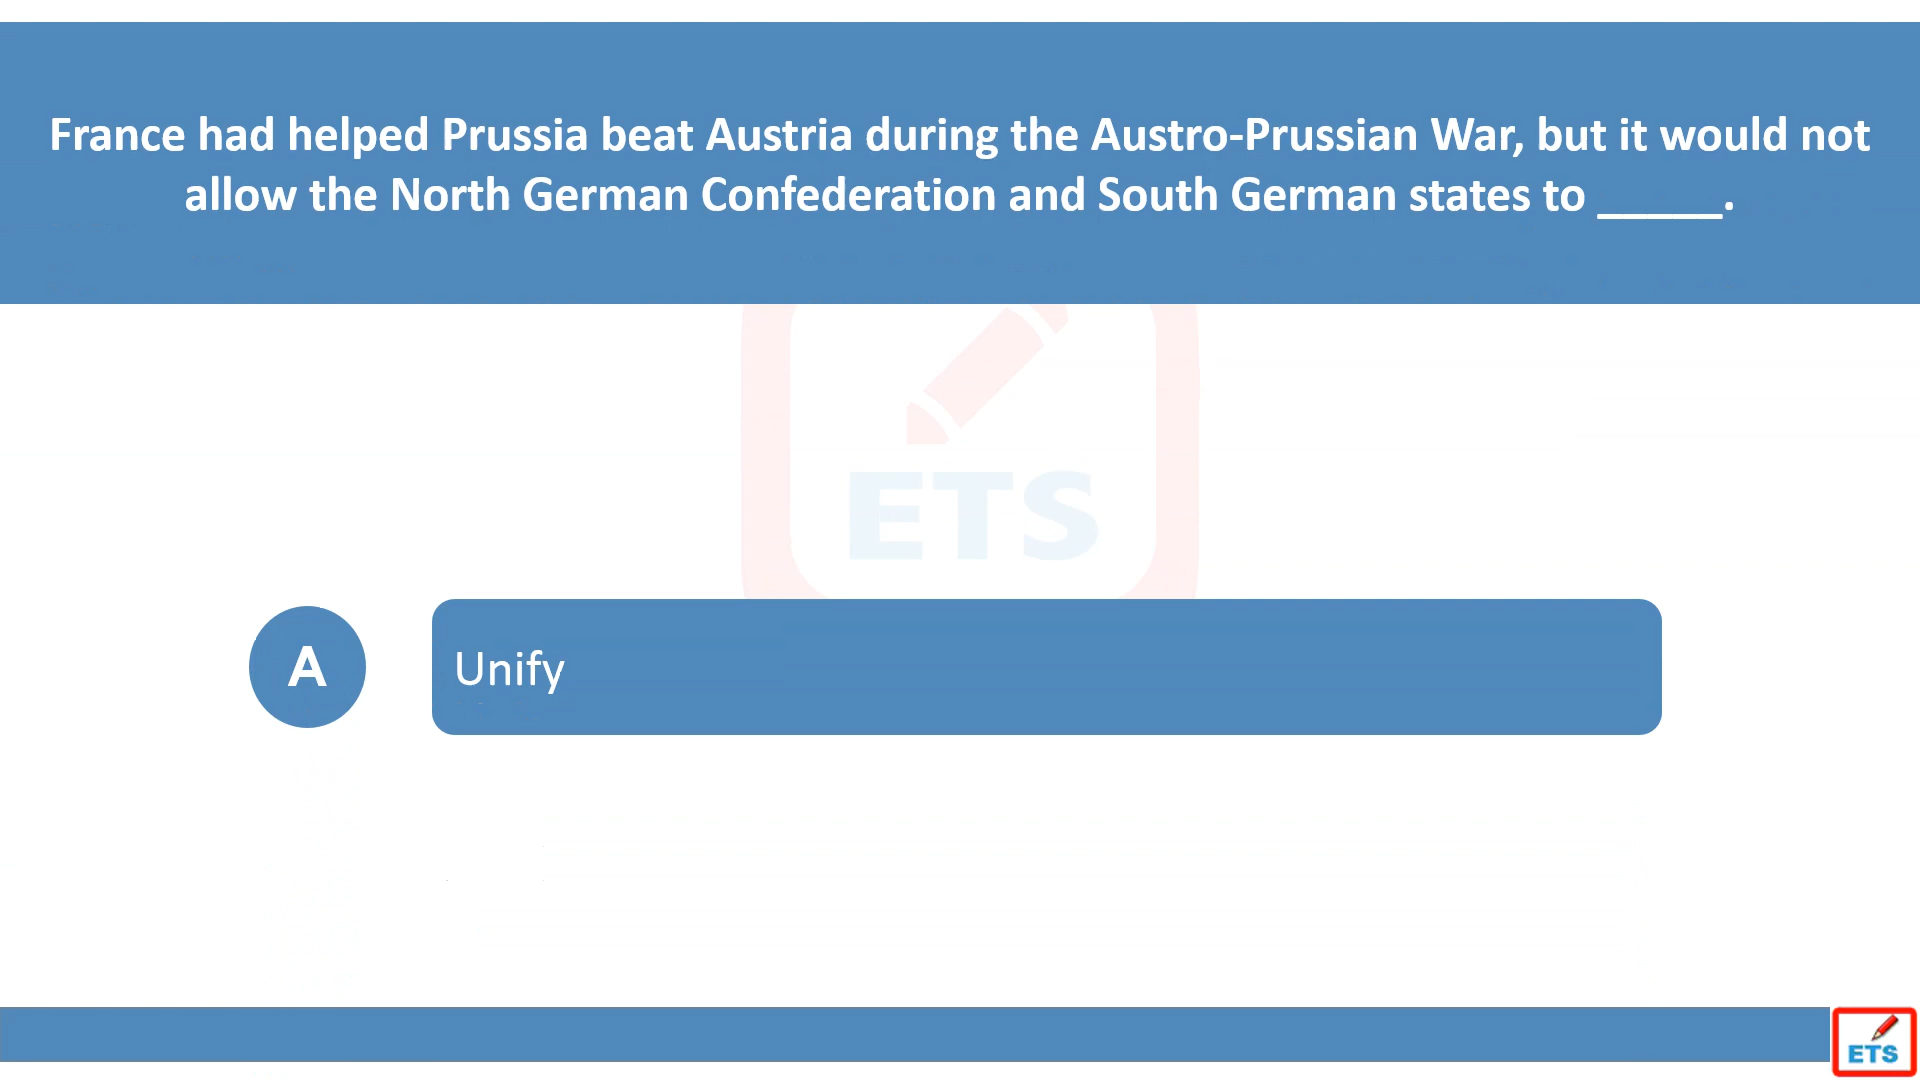 France had helped Prussia beat Austria during the Austro-Prussian War, but it would not
allow the North German Confederation and South German states to _____.
ETS
A
Unify
ETS